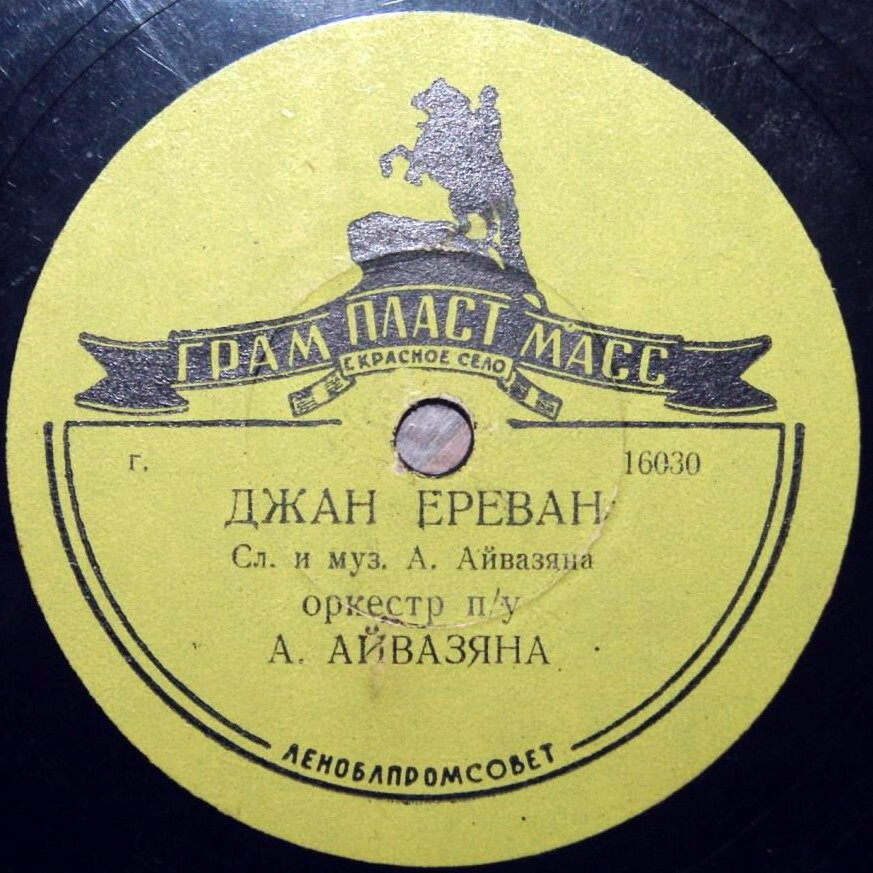 ГРАМ ПЛАСТ МАСС
С. КРАСНОЕ СЕЛО
г. 16030
ДЖАН ЕРЕВАН
Сл. и муз. А. Айвазяна
оркестр п/у
А. АЙВАЗЯНА
ЛЕНОБЛПРОМСОВЕТ